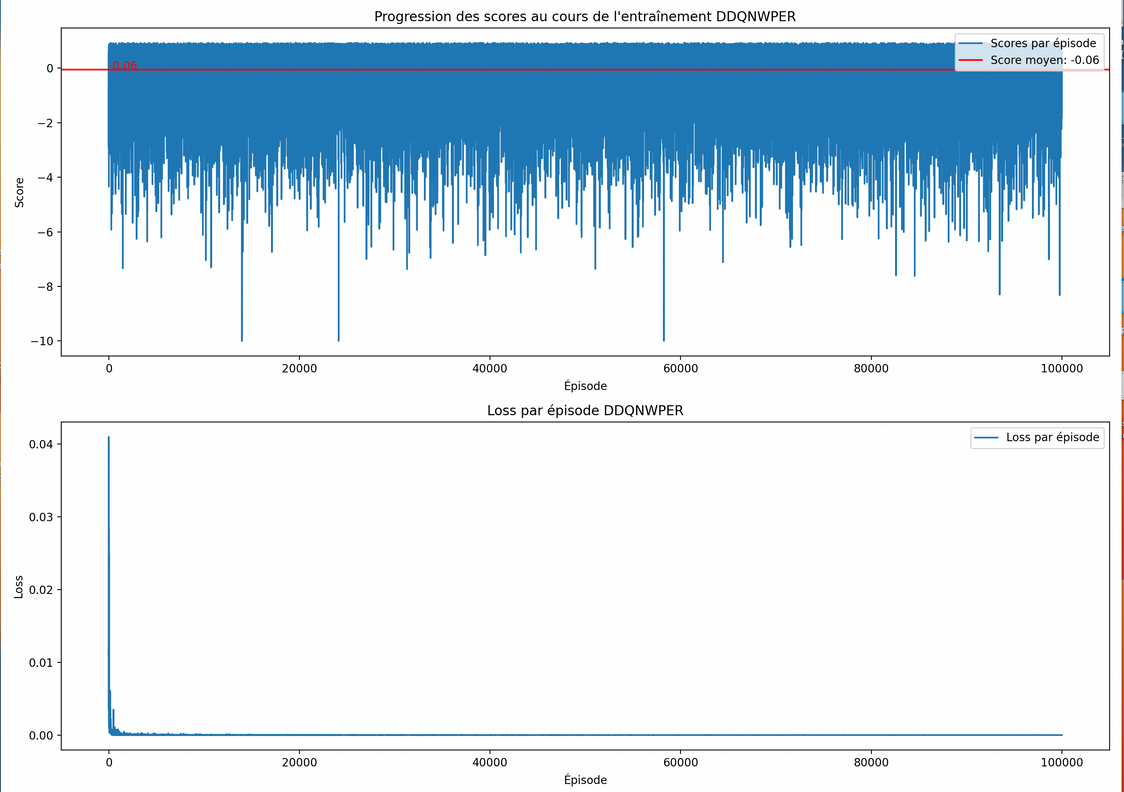 Progression des scores au cours de l'entraînement DDQNWPER
Scores par épisode
Score moyen: -0.06
-0.06
0
−2
−4
−6
−8
−10
Score
0
20000
40000
60000
80000
100000
Épisode
Loss par épisode DDQNWPER
Loss par épisode
0.04
0.03
0.02
0.01
0.00
Loss
0
20000
40000
60000
80000
100000
Épisode